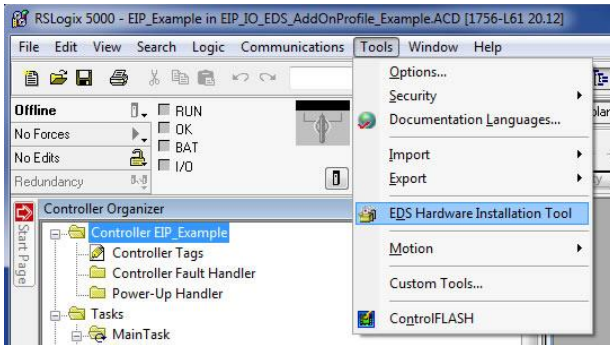 RSLogix 5000 - EIP_Example in EIP_IO_EDS_AddOnProfile_Example.ACD [1756-L61 20.12]
File Edit View Search Logic Communications Tools Window Help
Offline
RUN
No Forces
OK
No Edits
BAT
Redundancy
I/O
Options...
Security
Documentation Languages...
Import
Export
EDS Hardware Installation Tool
Motion
Custom Tools...
ControlFLASH
Start Page
Controller Organizer
Controller EIP_Example
Controller Tags
Controller Fault Handler
Power-Up Handler
Tasks
MainTask